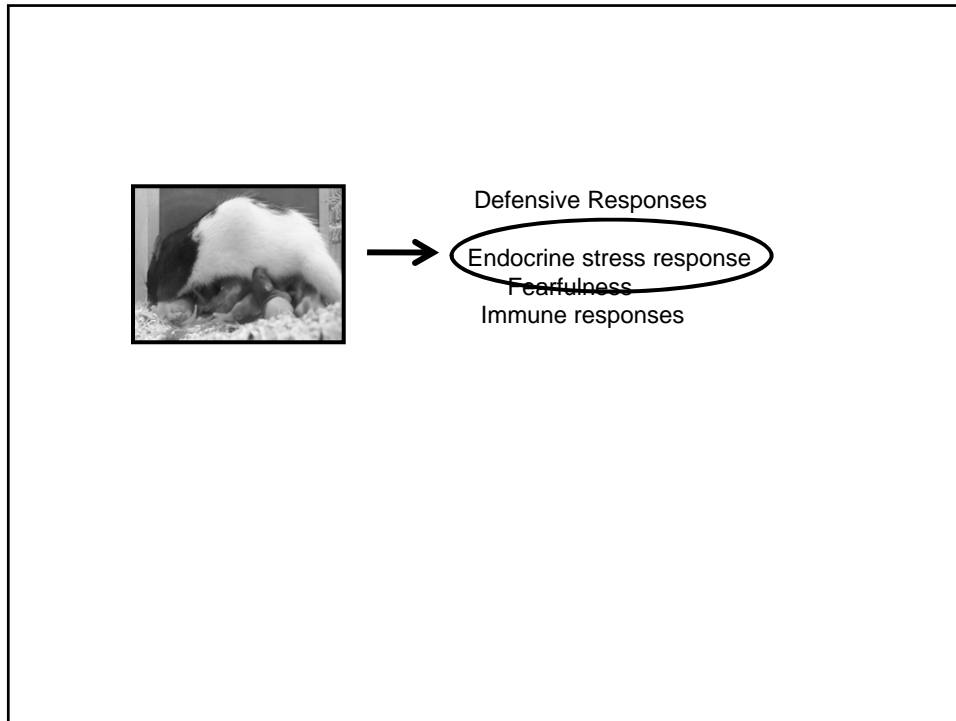 Defensive Responses
Endocrine stress response
Fearfulness
Immune responses